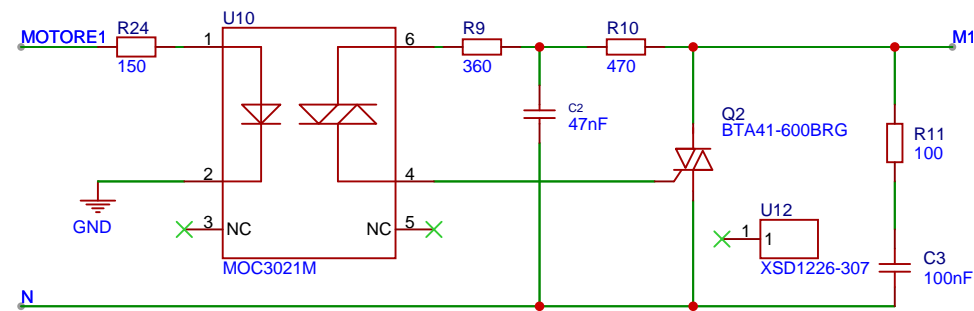 MOTORE1
R24
150
U10
1
2
3
NC
6
4
NC
5
MOC3021M
GND
R9
360
C2
47nF
R10
470
Q2
BTA41-600BRG
M1
R11
100
U12
1
1
XSD1226-307
C3
100nF
N